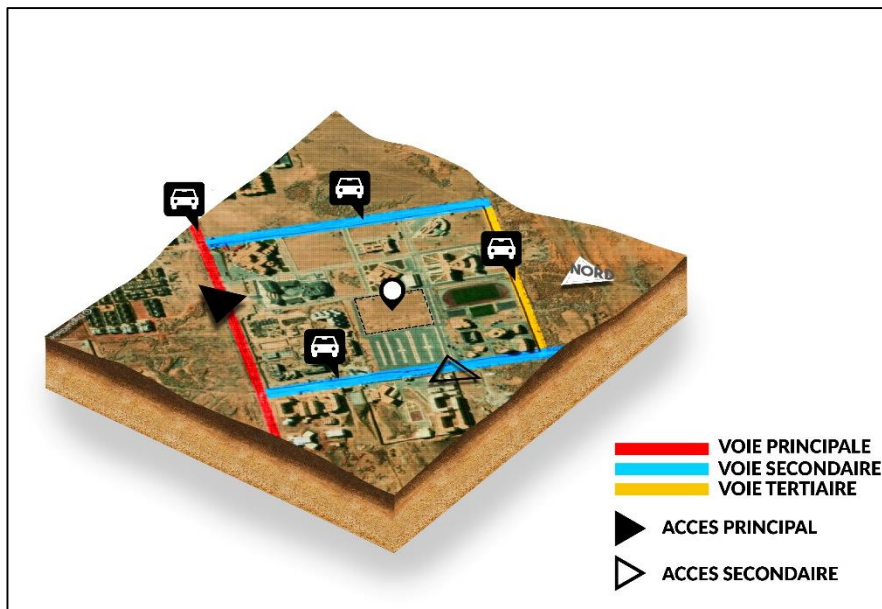 NORD
VOIE PRINCIPALE
VOIE SECONDAIRE
VOIE TERTIAIRE
ACCES PRINCIPAL
ACCES SECONDAIRE